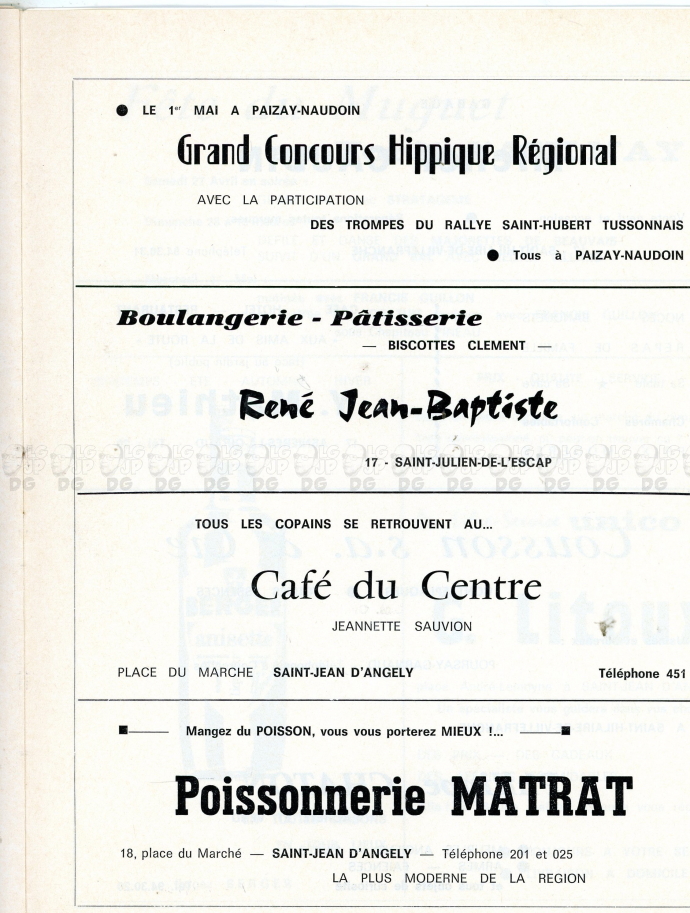 ● LE 1er MAI A PAIZAY-NAUDOIN
Grand Concours Hippique Régional
AVEC LA PARTICIPATION
DES TROMPES DU RALLYE SAINT-HUBERT TUSSONNAIS
● Tous à PAIZAY-NAUDOIN
Boulangerie - Pâtisserie
— BISCOTTES CLEMENT —
René Jean-Baptiste
17 - SAINT-JULIEN-DE-L'ESCAP
TOUS LES COPAINS SE RETROUVENT AU...
Café du Centre
JEANNETTE SAUVION
PLACE DU MARCHE SAINT-JEAN D'ANGELY Téléphone 451
■—— Mangez du POISSON, vous vous porterez MIEUX !... ——■
Poissonnerie MATRAT
18, place du Marché — SAINT-JEAN D'ANGELY — Téléphone 201 et 025
LA PLUS MODERNE DE LA REGION